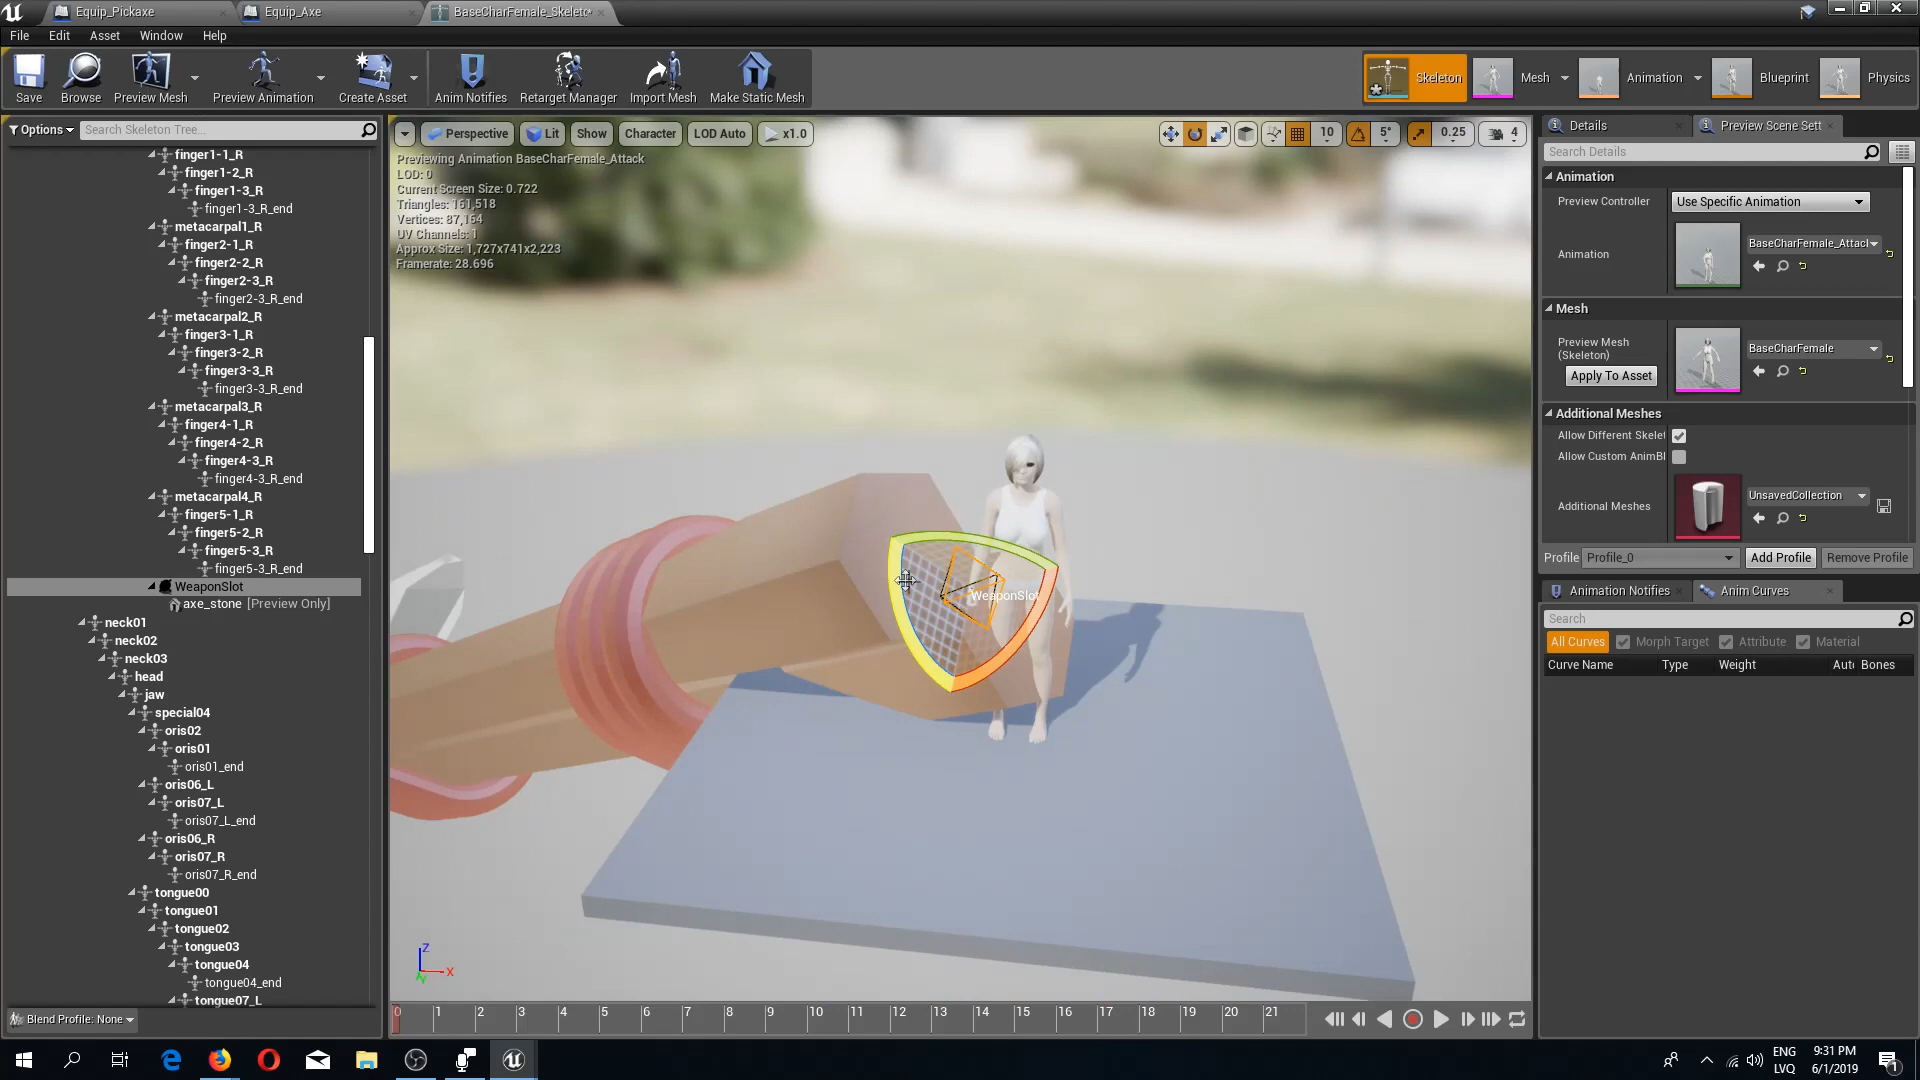 Equip_Pickaxe
Equip_Axe
BaseCharFemale_Skeleto*
File Edit Asset Window Help
Save
Browse
Preview Mesh
Preview Animation
Create Asset
Anim Notifies
Retarget Manager
Import Mesh
Make Static Mesh
Skeleton
Mesh
Animation
Blueprint
Physics
Options
Search Skeleton Tree...
finger1-1_R
finger1-2_R
finger1-3_R
finger1-3_R_end
metacarpal1_R
finger2-1_R
finger2-2_R
finger2-3_R
finger2-3_R_end
metacarpal2_R
finger3-1_R
finger3-2_R
finger3-3_R
finger3-3_R_end
metacarpal3_R
finger4-1_R
finger4-2_R
finger4-3_R
finger4-3_R_end
metacarpal4_R
finger5-1_R
finger5-2_R
finger5-3_R
finger5-3_R_end
WeaponSlot
axe_stone [Preview Only]
neck01
neck02
neck03
head
jaw
special04
oris02
oris01
oris01_end
oris06_L
oris07_L
oris07_L_end
oris06_R
oris07_R
oris07_R_end
tongue00
tongue01
tongue02
tongue03
tongue04
tongue04_end
tongue07_L
Blend Profile: None
Perspective Lit Show Character LOD Auto x1.0
10 5° 0.25 4
Previewing Animation BaseCharFemale_Attack
LOD: 0
Current Screen Size: 0.722
Triangles: 161,518
Vertices: 87,164
UV Channels: 1
Approx Size: 1,727x741x2,223
Framerate: 28.696
WeaponSlot
Z
X
Y
0 1 2 3 4 5 6 7 8 9 10 11 12 13 14 15 16 17 18 19 20 21
Details
Preview Scene Sett
Search Details
Animation
Preview Controller
Use Specific Animation
Animation
BaseCharFemale_Attacl
Mesh
Preview Mesh
(Skeleton)
Apply To Asset
BaseCharFemale
Additional Meshes
Allow Different Skelet
Allow Custom AnimBl
Additional Meshes
UnsavedCollection
Profile
Profile_0
Add Profile
Remove Profile
Animation Notifies
Anim Curves
Search
All Curves
Morph Target
Attribute
Material
Curve Name Type Weight Aut Bones
ENG
LVQ
9:31 PM
6/1/2019
1